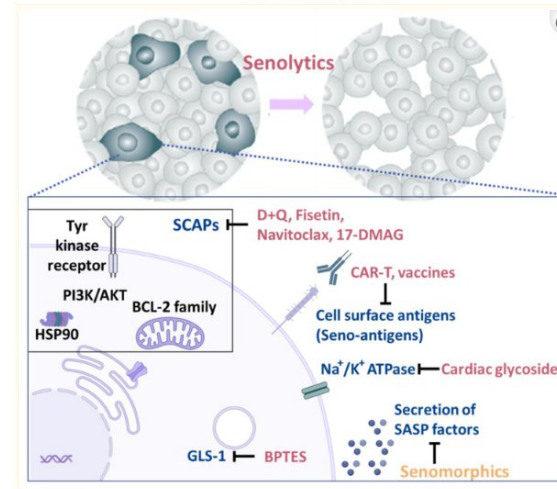 Senolytics
SCAPs
D+Q, Fisetin,
Navitoclax, 17-DMAG
Tyr
kinase
receptor
PI3K/AKT
HSP90
BCL-2 family
CAR-T, vaccines
Cell surface antigens
(Seno-antigens)
Na⁺/K⁺ ATPase
Cardiac glycoside
Secretion of
SASP factors
Senomorphics
GLS-1
BPTES